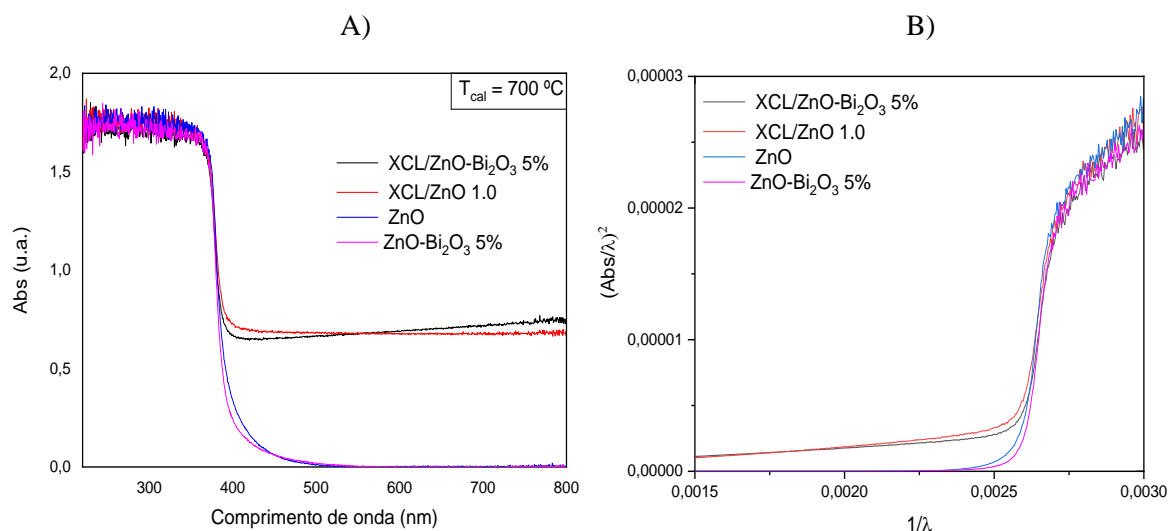 A)
2,0
1,5
1,0
0,5
0,0
Abs (u.a.)
T_cal = 700 ⁰C
XCL/ZnO-Bi₂O₃ 5%
XCL/ZnO 1.0
ZnO
ZnO-Bi₂O₃ 5%
300 400 500 600 700 800
Comprimento de onda (nm)
B)
0,00003
0,00002
0,00001
0,00000
(Abs/λ)²
XCL/ZnO-Bi₂O₃ 5%
XCL/ZnO 1.0
ZnO
ZnO-Bi₂O₃ 5%
0,0015 0,0020 0,0025 0,0030
1/λ